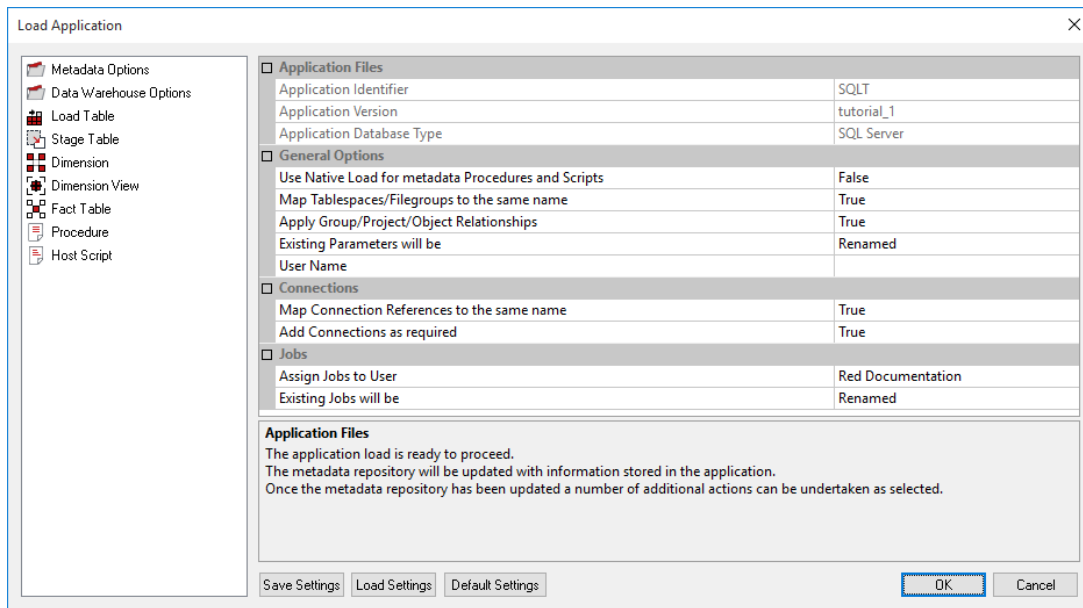 Load Application
Metadata Options
Data Warehouse Options
Load Table
Stage Table
Dimension
Dimension View
Fact Table
Procedure
Host Script
Application Files
Application Identifier SQLT
Application Version tutorial_1
Application Database Type SQL Server
General Options
Use Native Load for metadata Procedures and Scripts False
Map Tablespaces/Filegroups to the same name True
Apply Group/Project/Object Relationships True
Existing Parameters will be Renamed
User Name
Connections
Map Connection References to the same name True
Add Connections as required True
Jobs
Assign Jobs to User Red Documentation
Existing Jobs will be Renamed
Application Files
The application load is ready to proceed.
The metadata repository will be updated with information stored in the application.
Once the metadata repository has been updated a number of additional actions can be undertaken as selected.
Save Settings Load Settings Default Settings OK Cancel